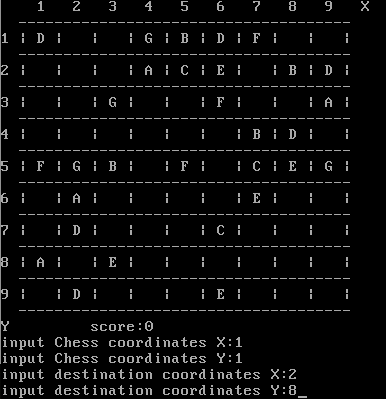 1 2 3 4 5 6 7 8 9 X
-----------------------------------------
1 ¦ D ¦   ¦   ¦ G ¦ B ¦ D ¦ F ¦   ¦   ¦
-----------------------------------------
2 ¦   ¦   ¦   ¦ A ¦ C ¦ E ¦   ¦ B ¦ D ¦
-----------------------------------------
3 ¦   ¦   ¦ G ¦   ¦   ¦ F ¦   ¦   ¦ A ¦
-----------------------------------------
4 ¦   ¦   ¦   ¦   ¦   ¦   ¦ B ¦ D ¦   ¦
-----------------------------------------
5 ¦ F ¦ G ¦ B ¦   ¦ F ¦   ¦ C ¦ E ¦ G ¦
-----------------------------------------
6 ¦   ¦ A ¦   ¦   ¦   ¦   ¦ E ¦   ¦   ¦
-----------------------------------------
7 ¦   ¦ D ¦   ¦   ¦   ¦ C ¦   ¦   ¦   ¦
-----------------------------------------
8 ¦ A ¦   ¦ E ¦   ¦   ¦   ¦   ¦   ¦   ¦
-----------------------------------------
9 ¦   ¦ D ¦   ¦   ¦   ¦ E ¦   ¦   ¦   ¦
-----------------------------------------
Y score:0
input Chess coordinates X:1
input Chess coordinates Y:1
input destination coordinates X:2
input destination coordinates Y:8_